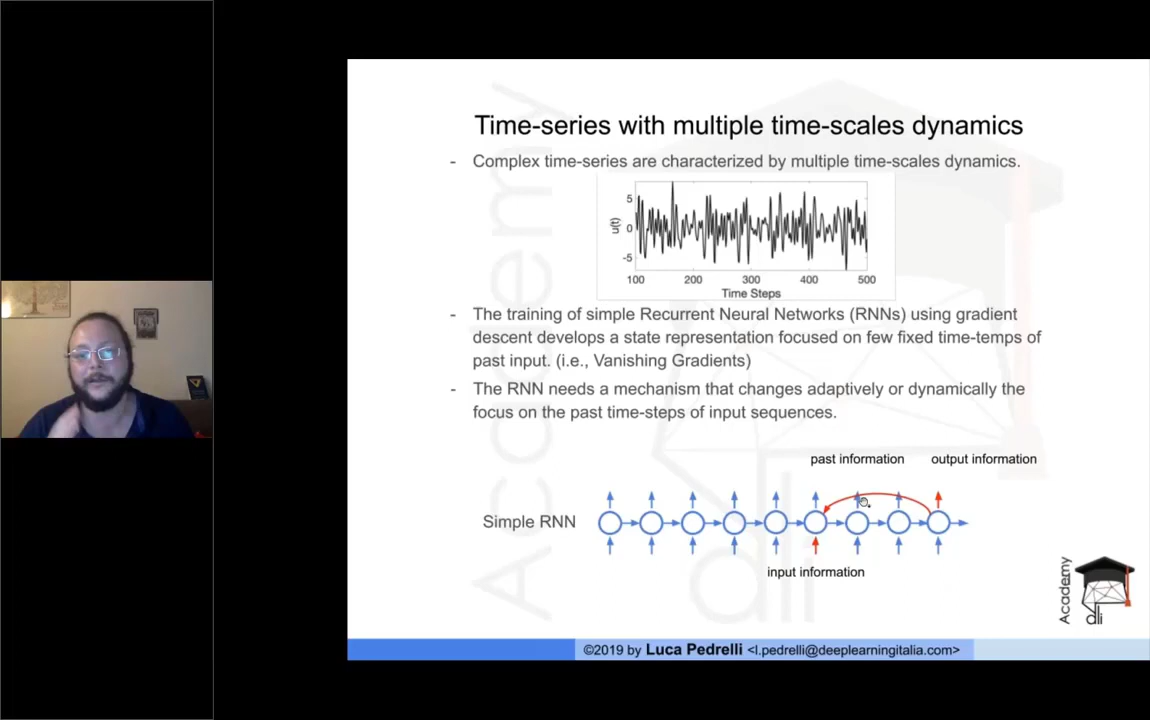 Time-series with multiple time-scales dynamics
- Complex time-series are characterized by multiple time-scales dynamics.
5
0
-5
u(t)
100 200 300 400 500
Time Steps
- The training of simple Recurrent Neural Networks (RNNs) using gradient
descent develops a state representation focused on few fixed time-temps of
past input. (i.e., Vanishing Gradients)
- The RNN needs a mechanism that changes adaptively or dynamically the
focus on the past time-steps of input sequences.
past information output information
Simple RNN
input information
Academy
dli
Academy
dli
©2019 by Luca Pedrelli <l.pedrelli@deeplearningitalia.com>